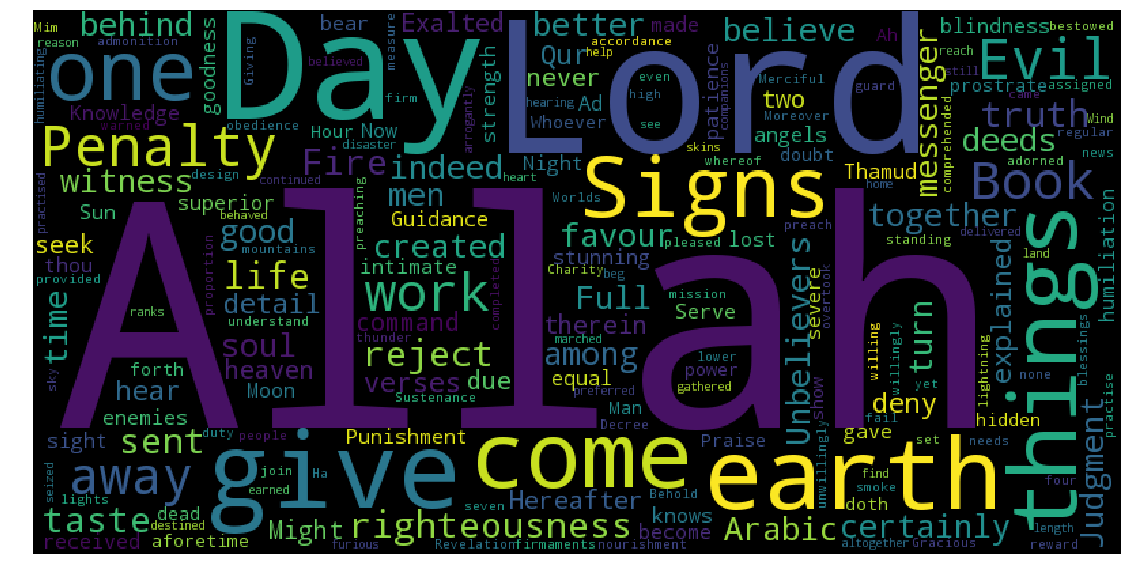 Mim
behind
bear
Exalted
better
made
believe
Ah
blindness
bestowed
reason
admonition
one
Day
Lord
Evil
humiliating
Giving
believed
measure
accordance
help
Qur
reach
still
assigned
goodness
Knowledge
warned
firm
arrogantly
strength
never
hearing
even
Ad
high
see
patience
companions
Merciful
Moreover
two
guard
messenger
prostrate
came
Wind
truth
regular
obedience
Hour
Now
disaster
Whoever
angels
comprehended
deeds
adorned
news
Penalty
Fire
indeed
Night
skins
doubt
whereof
Thamud
Book
practised
witness
design
continued
men
heart
Worlds
Signs
preach
home
together
delivered
Sun
superior
behaved
preaching
Guidance
favour
pleased
lost
standing
land
seek
thou
good
mountains
created
stunning
Charity
beg
Unbelievers
severe
overtook
things
humiliation
Allah
provided
proportion
life
intimate
completed
work
Full
mission
Serve
turn
explained
blessings
time
detail
understand
command
therein
lower
power
willing
willingly
lightning
none
reach
ranks
soul
thunder
reject
marched
among
gathered
show
yet
sky
forth
heaven
verses
due
equal
preferred
Man
deny
practise
hear
Moon
Sustenance
enemies
Decree
gave
fail
set
hidden
needs
sight
sent
duty
people
Punishment
come
Praise
unwillingly
earth
find
smoke
doth
four
Judgment
seized
away
join
Ha
earned
give
Hereafter
Behold
knows
lights
taste
dead
destined
seven
righteousness
become
Arabic
certainly
length
received
aforetime
Might
furious
Revelation
firmaments
nourishment
altogether
Gracious
reward